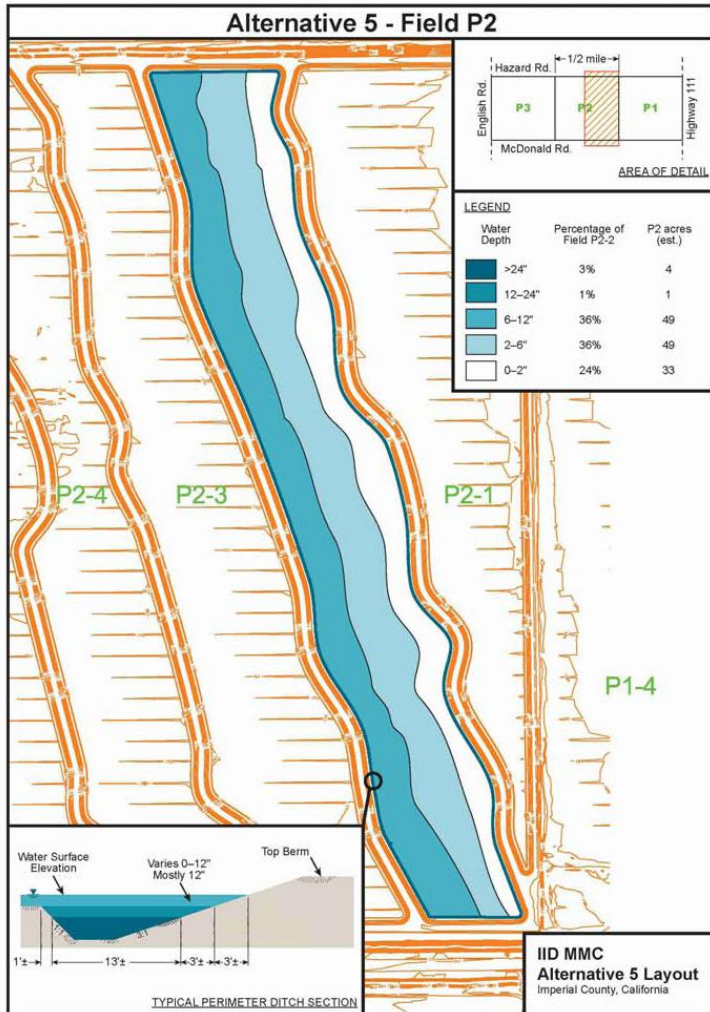 Alternative 5 - Field P2
1/2 mile
Hazard Rd.
English Rd.
P3
P2
P1
Highway 111
McDonald Rd.
AREA OF DETAIL
LEGEND
Water Depth Percentage of Field P2-2 P2 acres (est.)
>24" 3% 4
12–24" 1% 1
6–12" 36% 49
2–6" 36% 49
0–2" 24% 33
P2-4
P2-3
P2-1
P1-4
Water Surface Elevation
Varies 0–12"
Mostly 12"
Top Berm
1'± 13'± 3'± 3'±
TYPICAL PERIMETER DITCH SECTION
IID MMC
Alternative 5 Layout
Imperial County, California